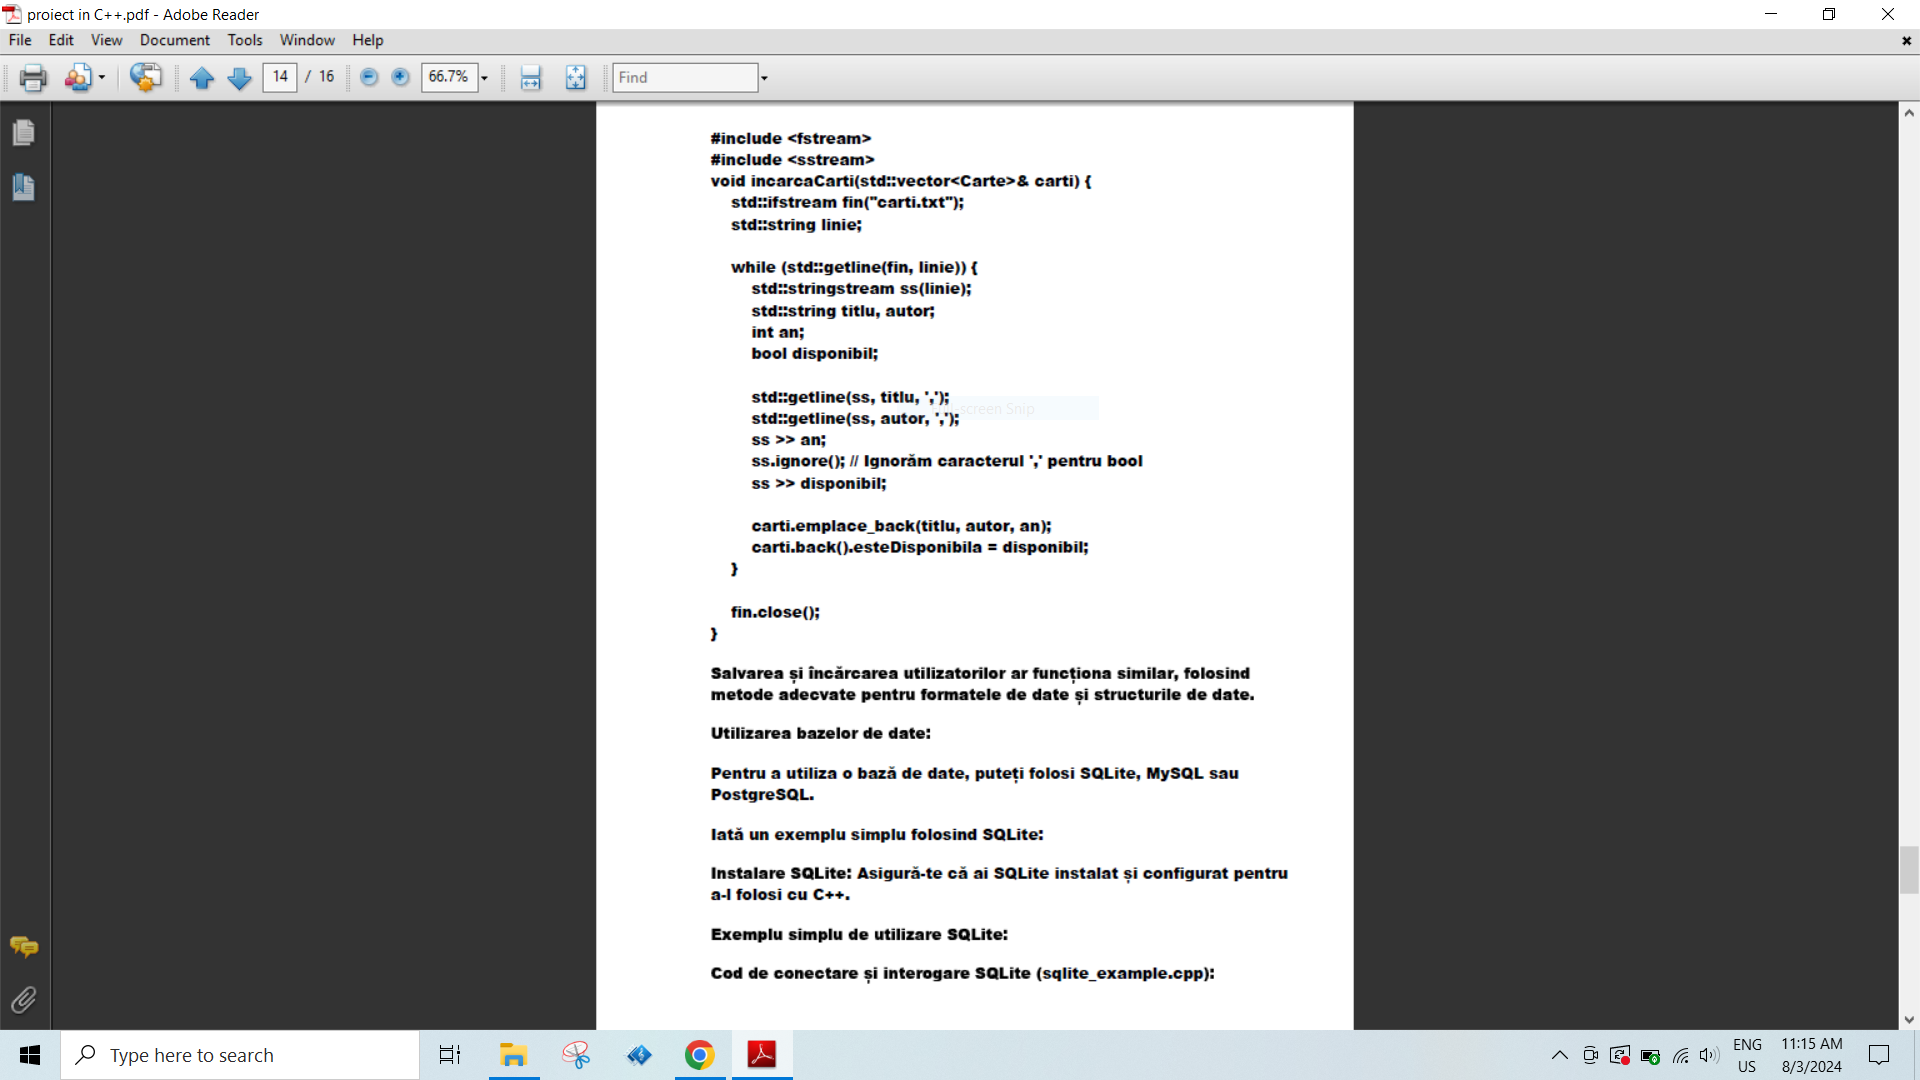 proiect in C++.pdf - Adobe Reader
File Edit View Document Tools Window Help
14 / 16 66.7% Find
#include <fstream>
#include <sstream>
void incarcaCarti(std::vector<Carte>& carti) {
std::ifstream fin("carti.txt");
std::string linie;
while (std::getline(fin, linie)) {
std::stringstream ss(linie);
std::string titlu, autor;
int an;
bool disponibil;
std::getline(ss, titlu, ',');
std::getline(ss, autor, ',');
screen Snip
ss >> an;
ss.ignore(); // Ignorăm caracterul ',' pentru bool
ss >> disponibil;
carti.emplace_back(titlu, autor, an);
carti.back().esteDisponibila = disponibil;
}
fin.close();
}
Salvarea și încărcarea utilizatorilor ar funcționa similar, folosind
metode adecvate pentru formatele de date și structurile de date.
Utilizarea bazelor de date:
Pentru a utiliza o bază de date, puteți folosi SQLite, MySQL sau
PostgreSQL.
Iată un exemplu simplu folosind SQLite:
Instalare SQLite: Asigură-te că ai SQLite instalat și configurat pentru
a-l folosi cu C++.
Exemplu simplu de utilizare SQLite:
Cod de conectare și interogare SQLite (sqlite_example.cpp):
Type here to search
ENG
US
11:15 AM
8/3/2024